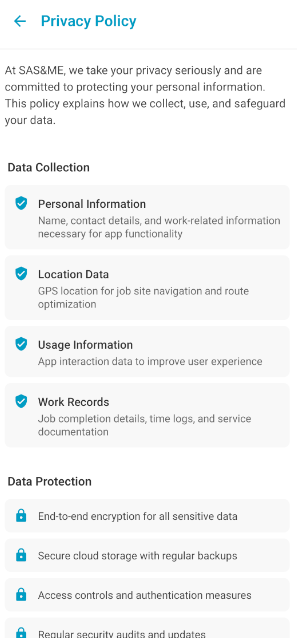 Privacy Policy
At SAS&ME, we take your privacy seriously and are
committed to protecting your personal information.
This policy explains how we collect, use, and safeguard
your data.
Data Collection
Personal Information
Name, contact details, and work-related information
necessary for app functionality
Location Data
GPS location for job site navigation and route
optimization
Usage Information
App interaction data to improve user experience
Work Records
Job completion details, time logs, and service
documentation
Data Protection
End-to-end encryption for all sensitive data
Secure cloud storage with regular backups
Access controls and authentication measures
Regular security audits and updates